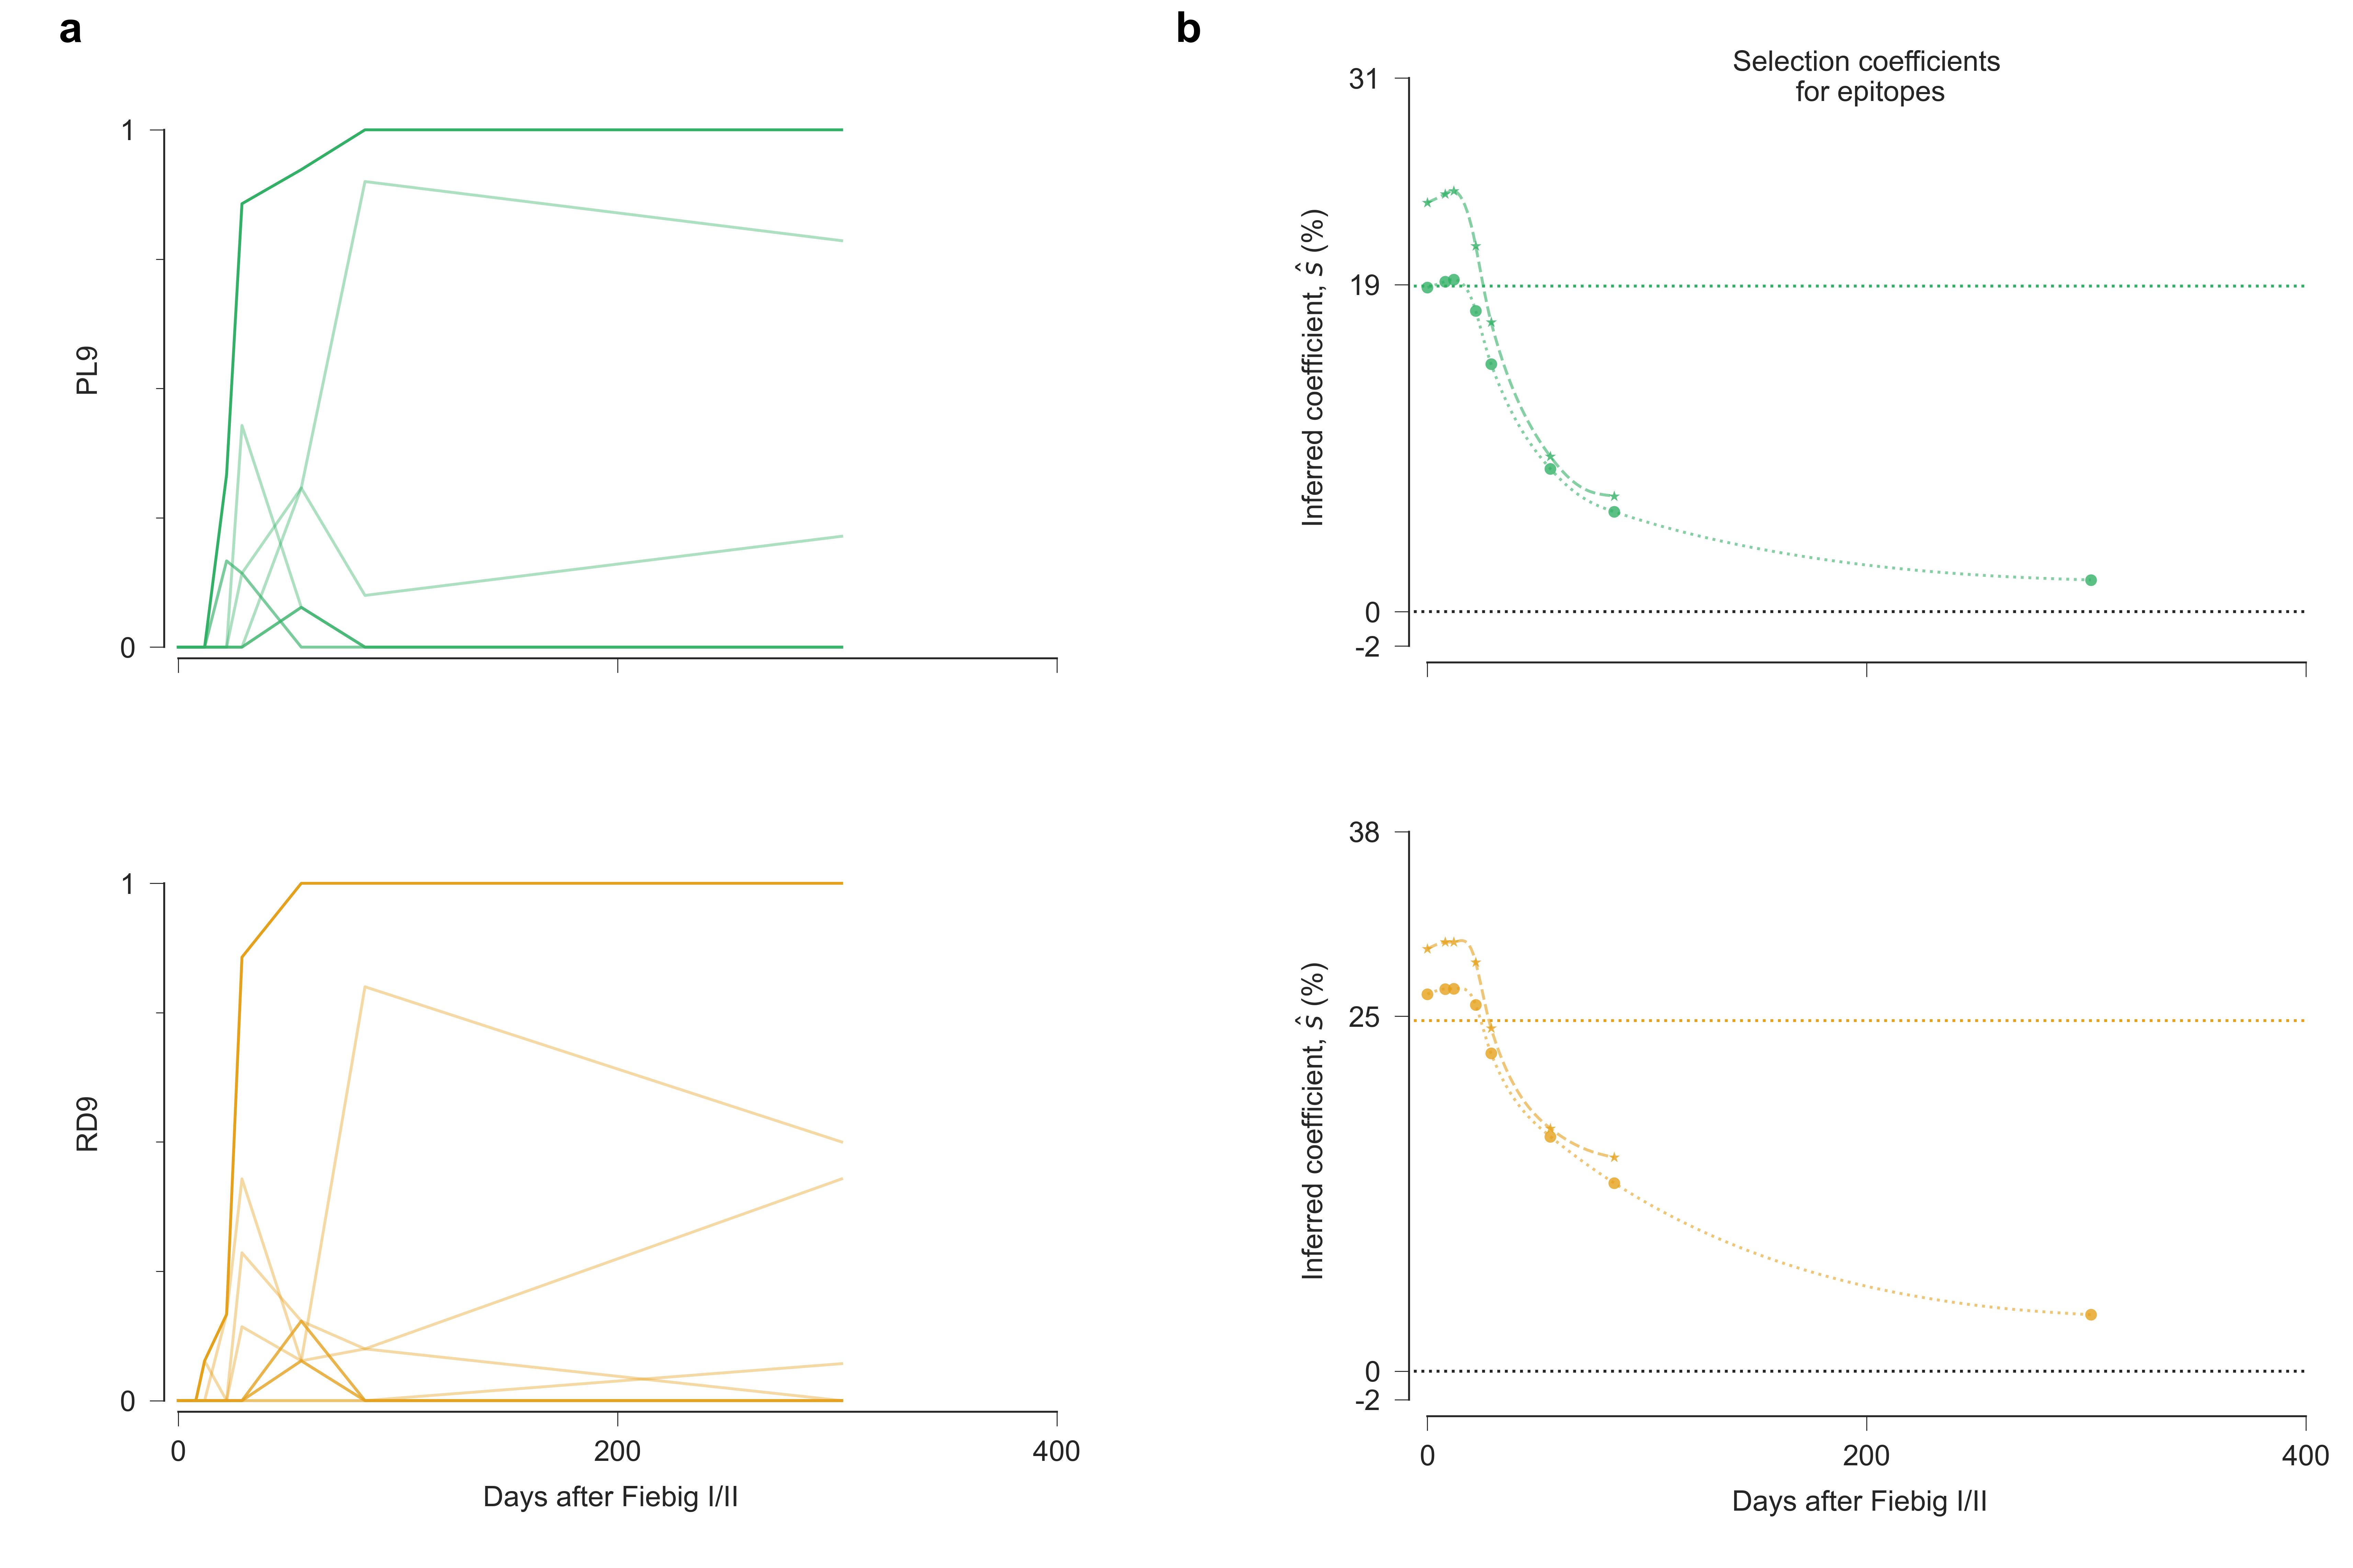 a
b
Selection coefficients
for epitopes
1
0
PL9
31
19
0
-2
Inferred coefficient, ŝ (%)
1
0
RD9
0
200
400
Days after Fiebig I/II
38
25
0
-2
Inferred coefficient, ŝ (%)
0
200
400
Days after Fiebig I/II